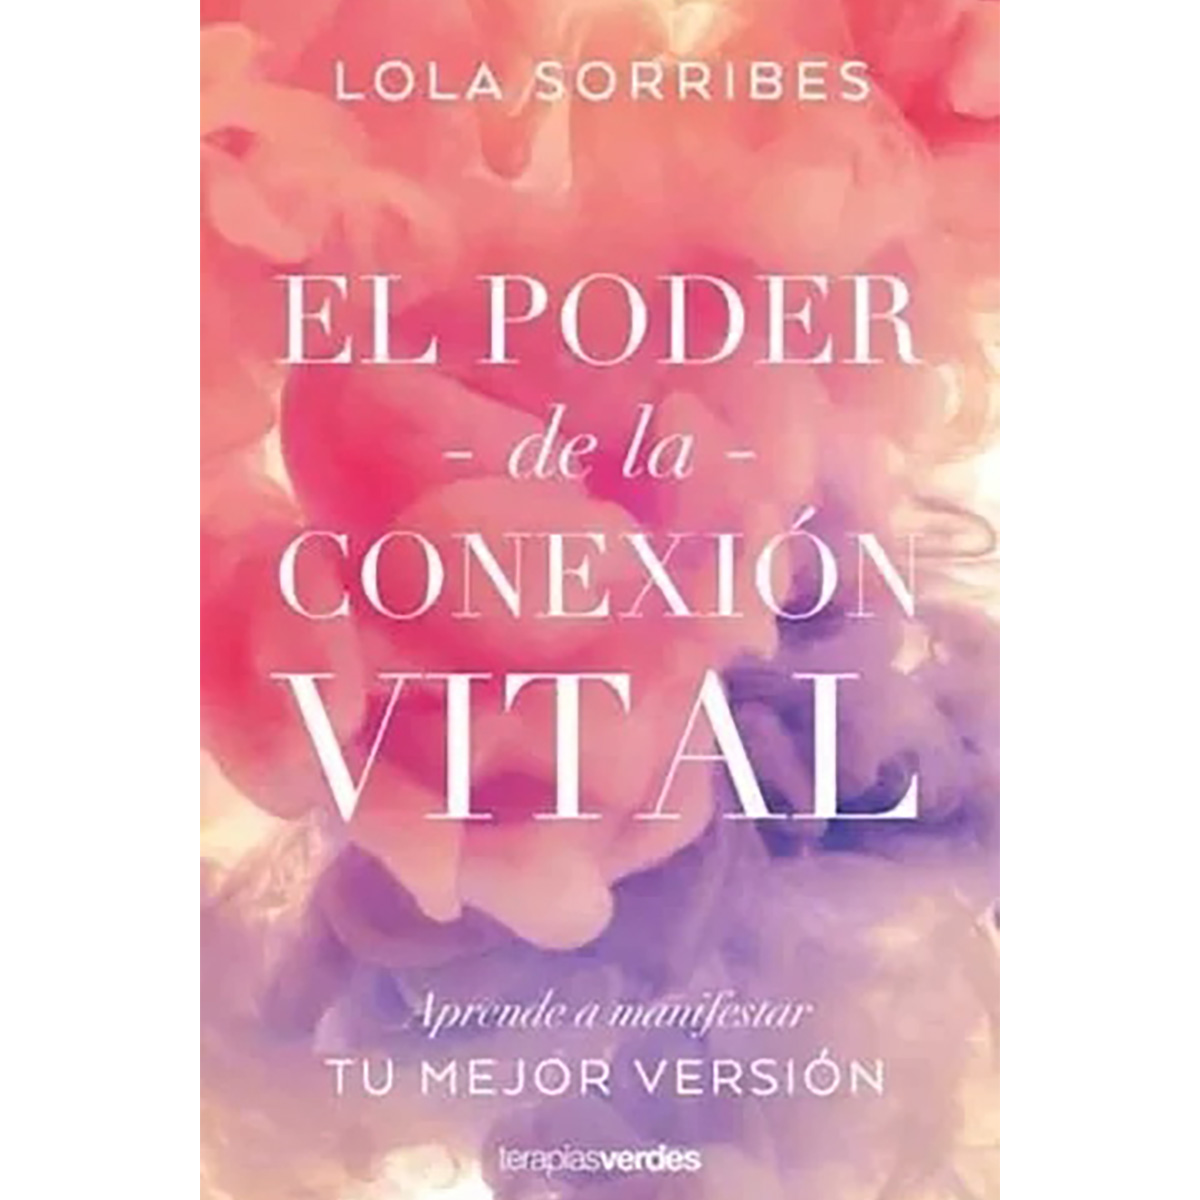 LOLA SORRIBES
EL PODER
- de la -
CONEXIÓN
VITAL
Aprende a manifestar
TU MEJOR VERSIÓN
terapiasverdes